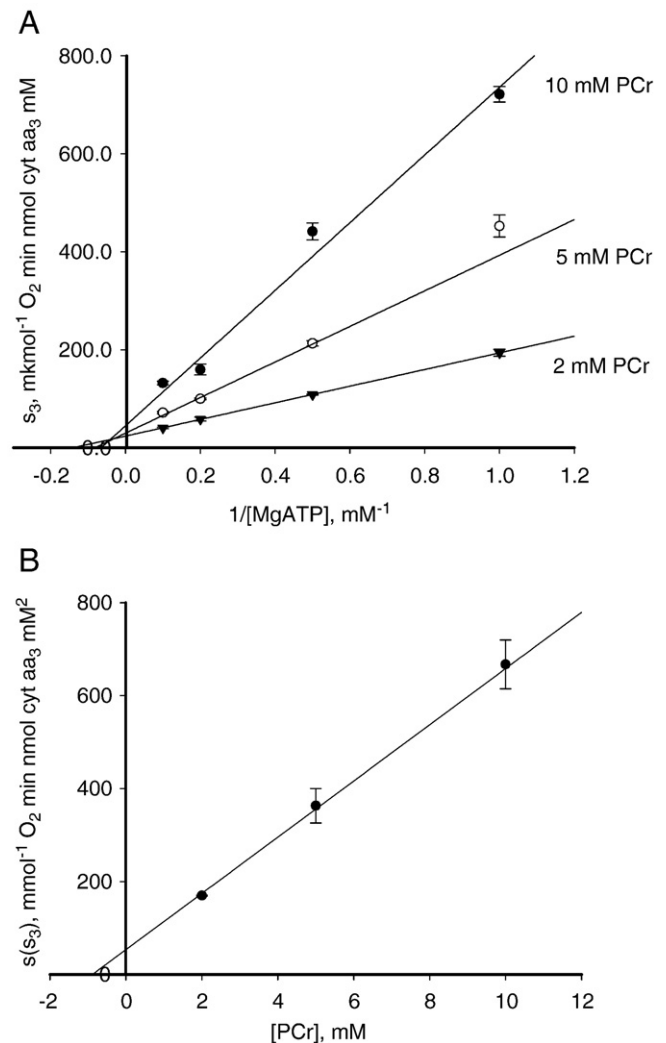 A
s₃, mkmol⁻¹ O₂ min nmol cyt aa₃ mM
800.0
600.0
400.0
200.0
0.0
10 mM PCr
5 mM PCr
2 mM PCr
-0.2 0.0 0.2 0.4 0.6 0.8 1.0 1.2
1/[MgATP], mM⁻¹
B
s(s₃), mmol⁻¹ O₂ min nmol cyt aa₃ mM²
800
600
400
200
0
-2 0 2 4 6 8 10 12
[PCr], mM